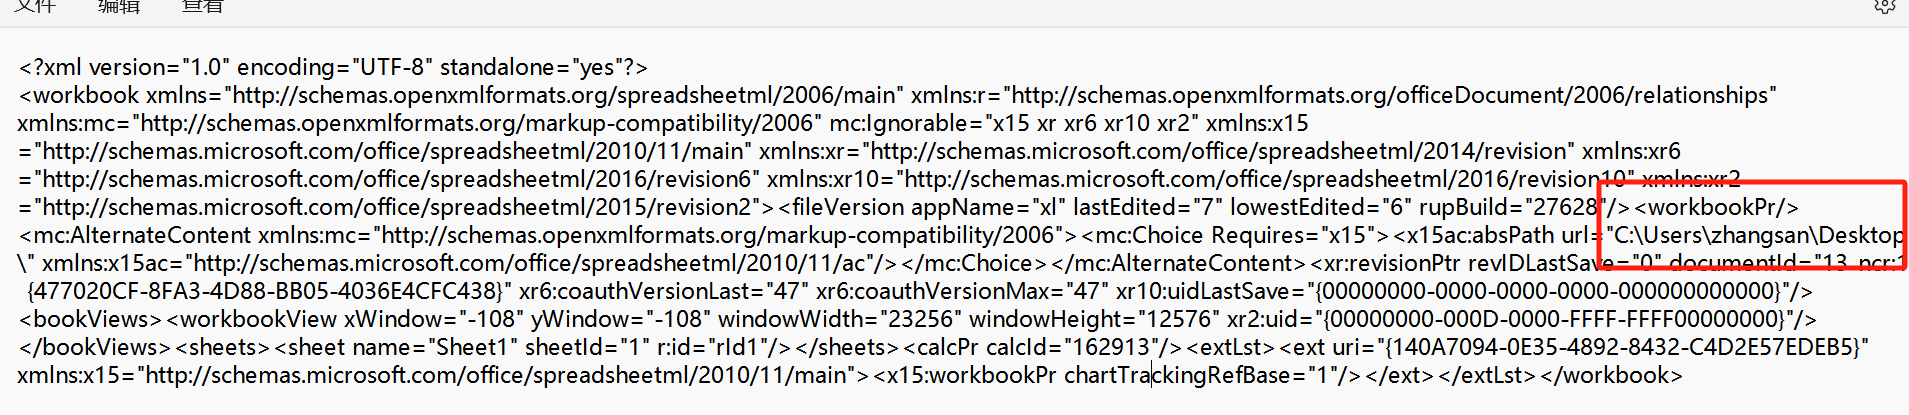 文件 编辑 查看
<?xml version="1.0" encoding="UTF-8" standalone="yes"?>
<workbook xmlns="http://schemas.openxmlformats.org/spreadsheetml/2006/main" xmlns:r="http://schemas.openxmlformats.org/officeDocument/2006/relationships"
xmlns:mc="http://schemas.openxmlformats.org/markup-compatibility/2006" mc:Ignorable="x15 xr xr6 xr10 xr2" xmlns:x15
="http://schemas.microsoft.com/office/spreadsheetml/2010/11/main" xmlns:xr="http://schemas.microsoft.com/office/spreadsheetml/2014/revision" xmlns:xr6
="http://schemas.microsoft.com/office/spreadsheetml/2016/revision6" xmlns:xr10="http://schemas.microsoft.com/office/spreadsheetml/2016/revision10" xmlns:xr2
="http://schemas.microsoft.com/office/spreadsheetml/2015/revision2"><fileVersion appName="xl" lastEdited="7" lowestEdited="6" rupBuild="27628"/><workbookPr/>
<mc:AlternateContent xmlns:mc="http://schemas.openxmlformats.org/markup-compatibility/2006"><mc:Choice Requires="x15"><x15ac:absPath url="C:\Users\zhangsan\Desktop
\" xmlns:x15ac="http://schemas.microsoft.com/office/spreadsheetml/2010/11/ac"/></mc:Choice></mc:AlternateContent><xr:revisionPtr revIDLastSave="0" documentId="13_ncr:1
{477020CF-8FA3-4D88-BB05-4036E4CFC438}" xr6:coauthVersionLast="47" xr6:coauthVersionMax="47" xr10:uidLastSave="{00000000-0000-0000-0000-000000000000}"/>
<bookViews><workbookView xWindow="-108" yWindow="-108" windowWidth="23256" windowHeight="12576" xr2:uid="{00000000-000D-0000-FFFF-FFFF00000000}"/>
</bookViews><sheets><sheet name="Sheet1" sheetId="1" r:id="rId1"/></sheets><calcPr calcId="162913"/><extLst><ext uri="{140A7094-0E35-4892-8432-C4D2E57EDEB5}"
xmlns:x15="http://schemas.microsoft.com/office/spreadsheetml/2010/11/main"><x15:workbookPr chartTrackingRefBase="1"/></ext></extLst></workbook>